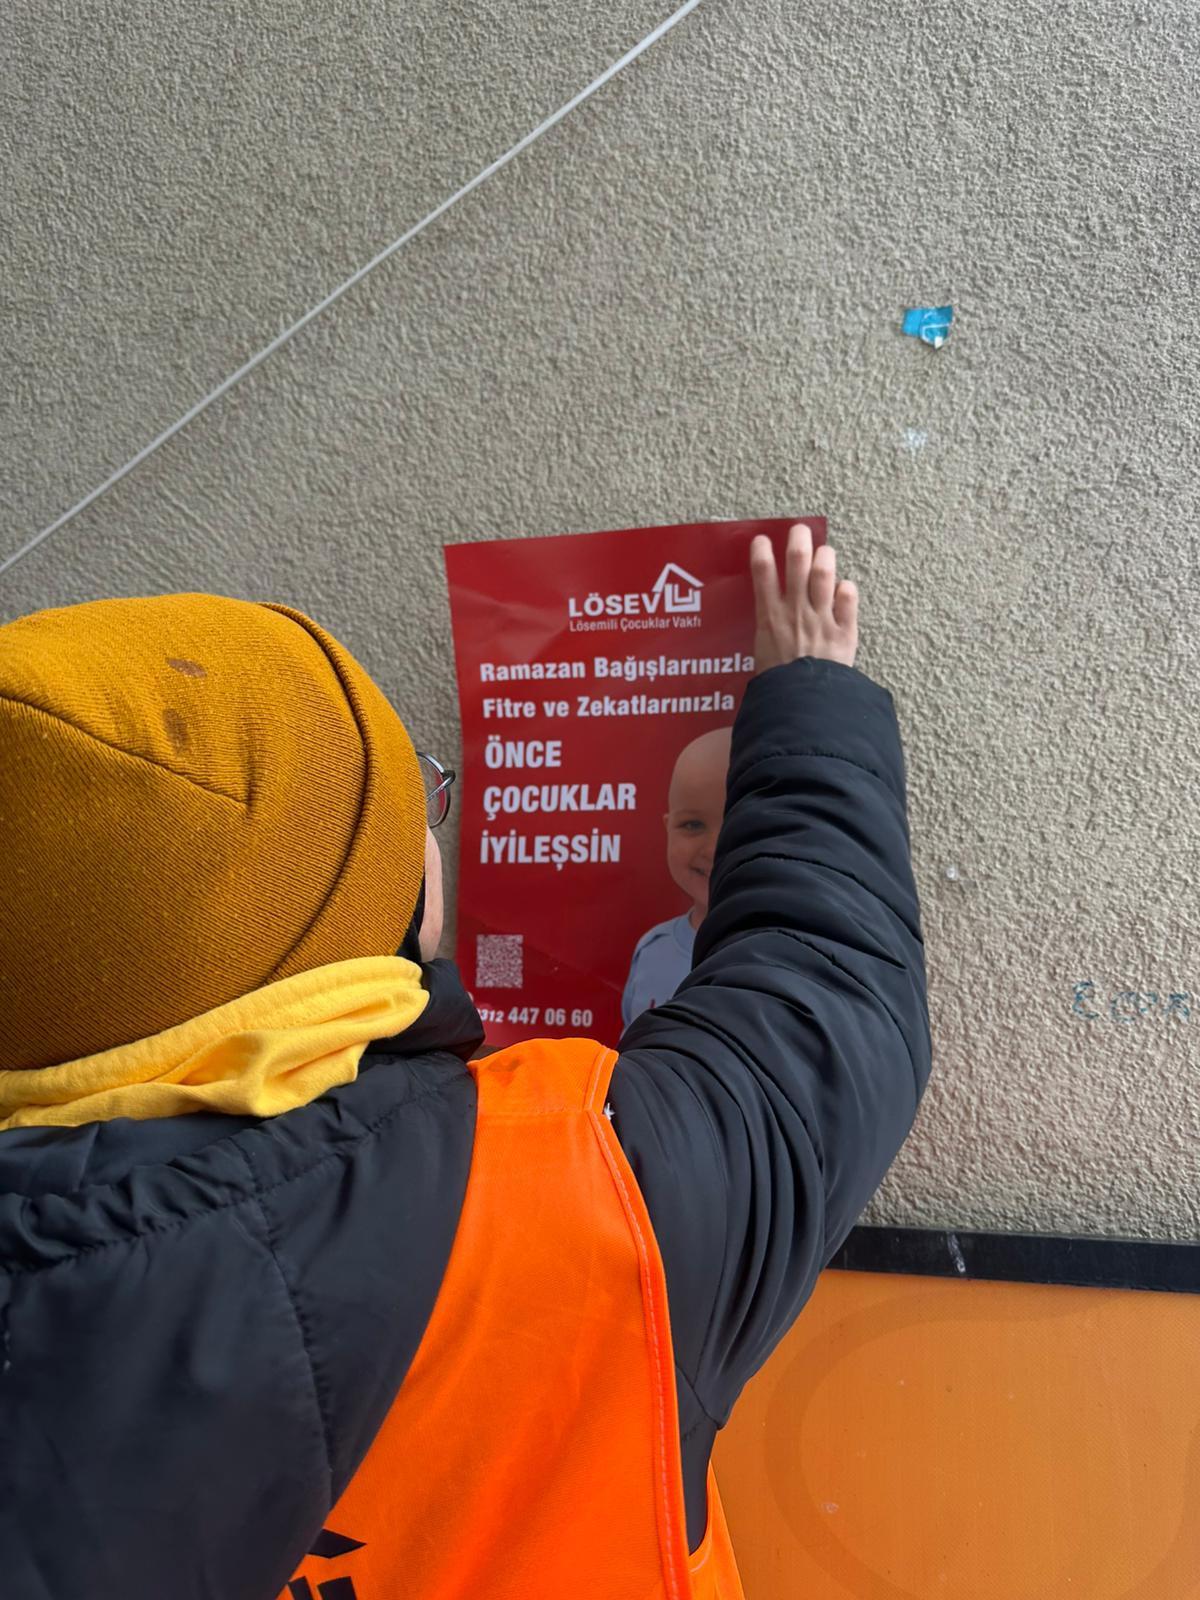 LÖSEV
Lösemili Çocuklar Vakfı
Ramazan Bağışlarınızla
Fitre ve Zekatlarınızla
ÖNCE
ÇOCUKLAR
İYİLEŞSİN
312 447 06 60